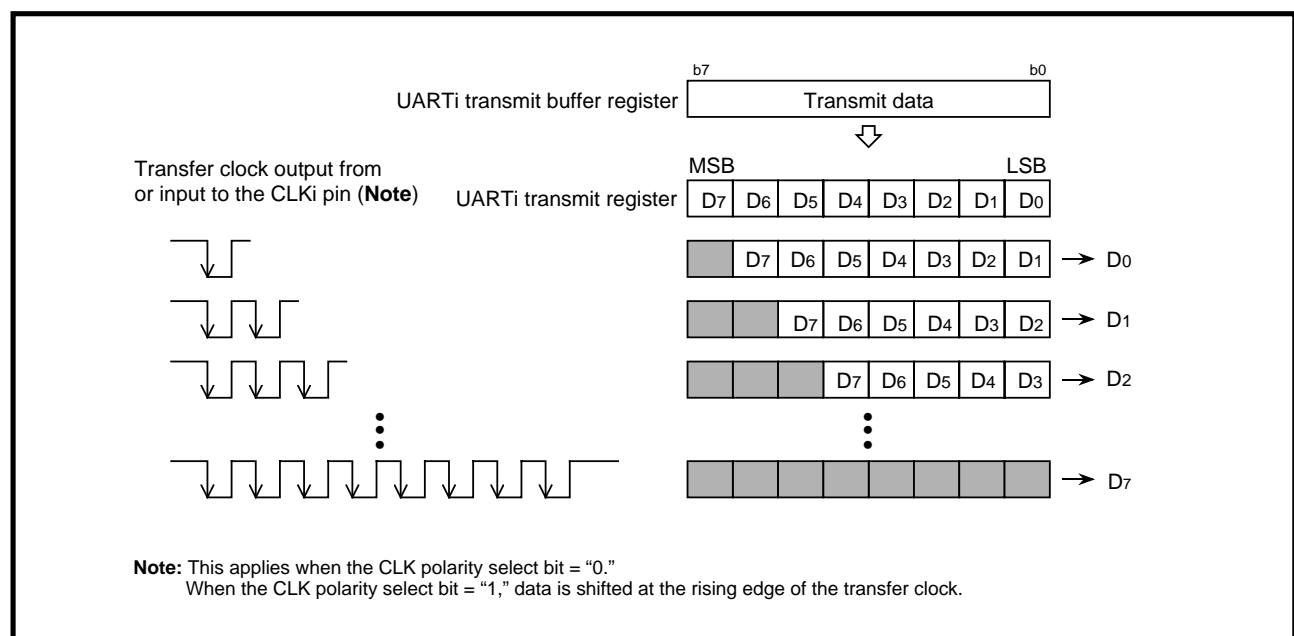 b7 b0
UARTi transmit buffer register Transmit data
Transfer clock output from
or input to the CLKi pin (Note)
MSB LSB
UARTi transmit register D7 D6 D5 D4 D3 D2 D1 D0
D7 D6 D5 D4 D3 D2 D1 D0
D7 D6 D5 D4 D3 D2 D1
D7 D6 D5 D4 D3 D2
D7
Note: This applies when the CLK polarity select bit = “0.”
When the CLK polarity select bit = “1,” data is shifted at the rising edge of the transfer clock.